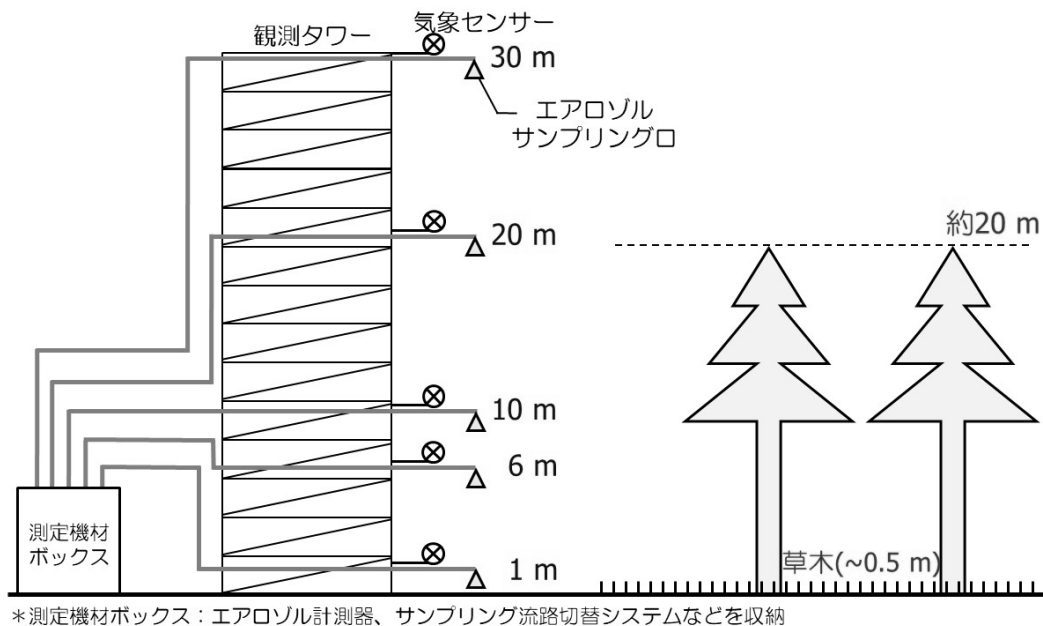 観測タワー
気象センサー
30 m
エアロゾル
サンプリング口
20 m
約20 m
10 m
6 m
測定機材
ボックス
1 m
草木(~0.5 m)
*測定機材ボックス：エアロゾル計測器、サンプリング流路切替システムなどを収納